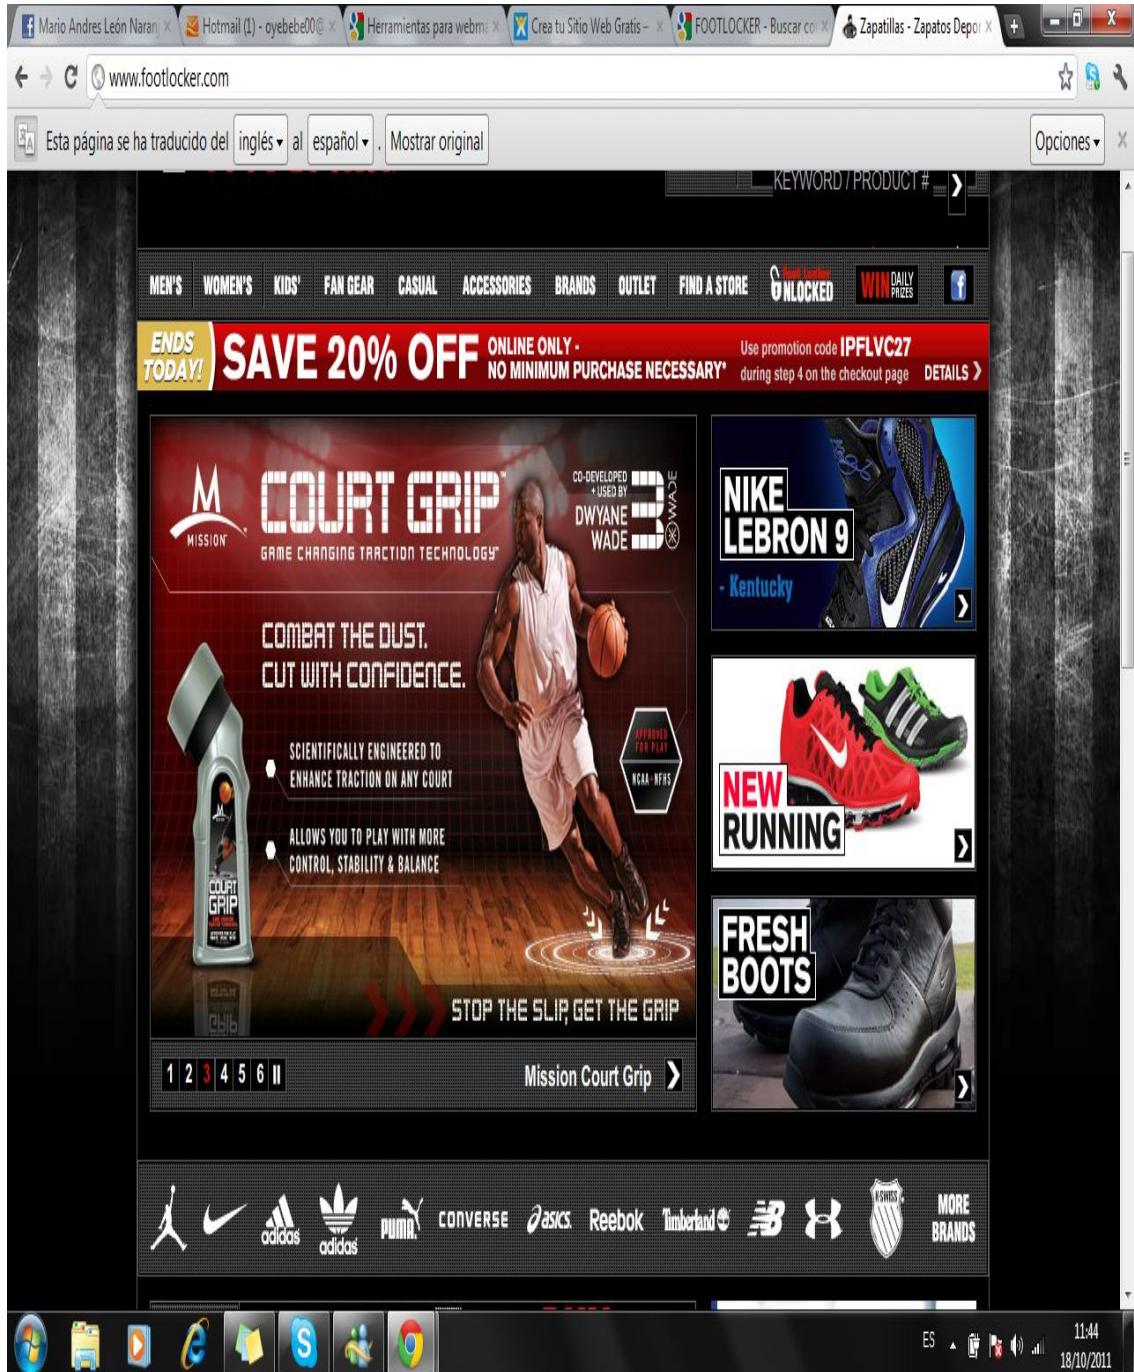 Mario Andres León Naranj
Hotmail (1) - oyebebe00@
Herramientas para webma
Crea tu Sitio Web Gratis –
FOOTLOCKER - Buscar co
Zapatillas - Zapatos Depor
www.footlocker.com
Esta página se ha traducido del inglés al español . Mostrar original Opciones
KEYWORD / PRODUCT #
MEN'S WOMEN'S KIDS' FAN GEAR CASUAL ACCESSORIES BRANDS OUTLET FIND A STORE
Foot Locker
UNLOCKED
WIN DAILY
PRIZES
ENDS
TODAY!
SAVE 20% OFF
ONLINE ONLY -
NO MINIMUM PURCHASE NECESSARY*
Use promotion code IPFLVC27
during step 4 on the checkout page DETAILS
MISSION
COURT GRIP™
GAME CHANGING TRACTION TECHNOLOGY™
CO-DEVELOPED
+ USED BY
DWYANE
WADE
3
WADE
COMBAT THE DUST.
CUT WITH CONFIDENCE.
SCIENTIFICALLY ENGINEERED TO
ENHANCE TRACTION ON ANY COURT
ALLOWS YOU TO PLAY WITH MORE
CONTROL, STABILITY & BALANCE
APPROVED
FOR PLAY
NCAA - NFHS
COURT
GRIP
STOP THE SLIP, GET THE GRIP
1 2 3 4 5 6
Mission Court Grip
NIKE
LEBRON 9
- Kentucky
NEW
RUNNING
FRESH
BOOTS
adidas
adidas
PUMA
CONVERSE
asics
Reebok
Timberland
K·SWISS
MORE
BRANDS
ES
11:44
18/10/2011